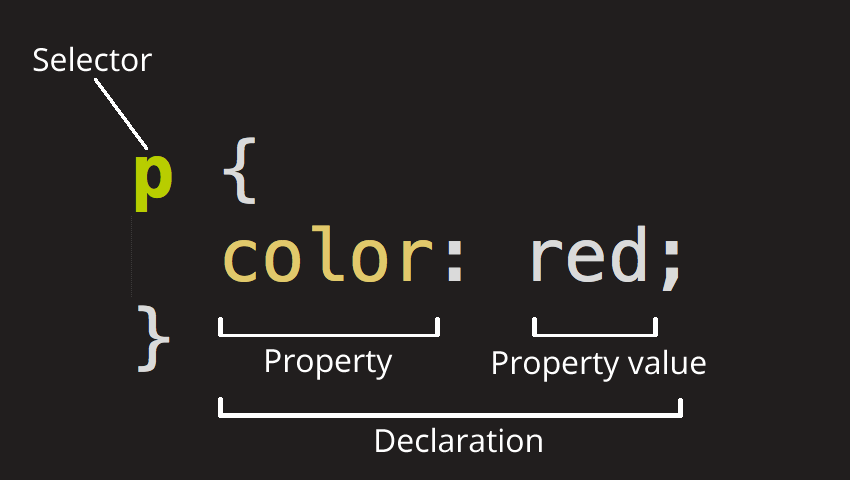 Selector
p {
color: red;
}
Property
Property value
Declaration